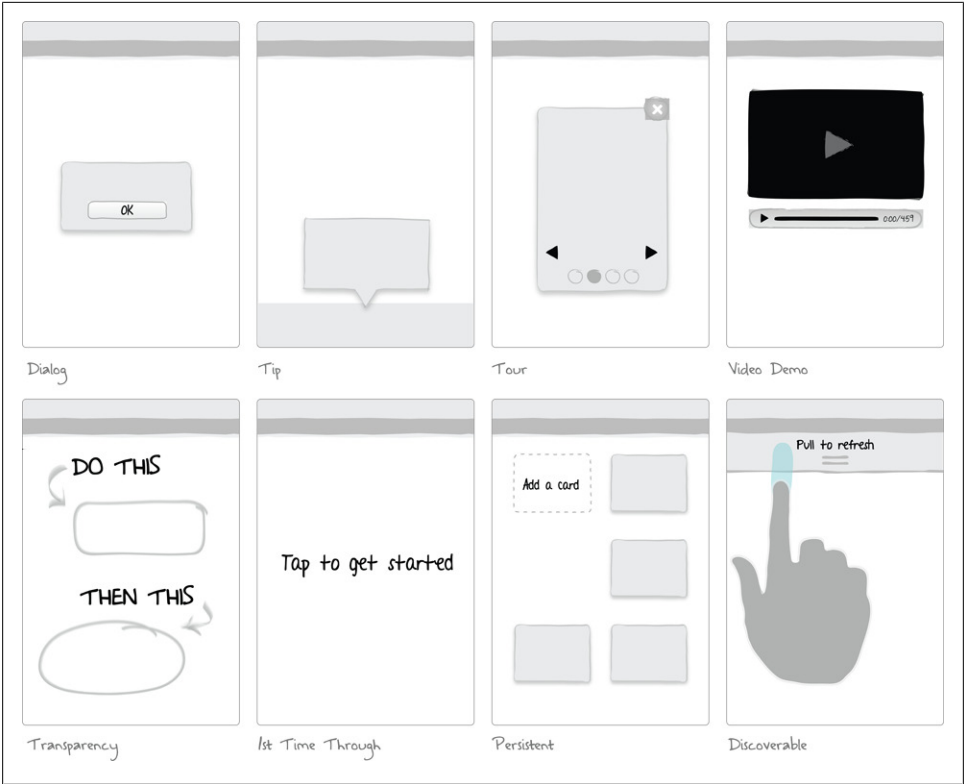 OK
0:00/4:59
Dialog
Tip
Tour
Video Demo
DO THIS
THEN THIS
Tap to get started
Add a card
Pull to refresh
Transparency
1st Time Through
Persistent
Discoverable